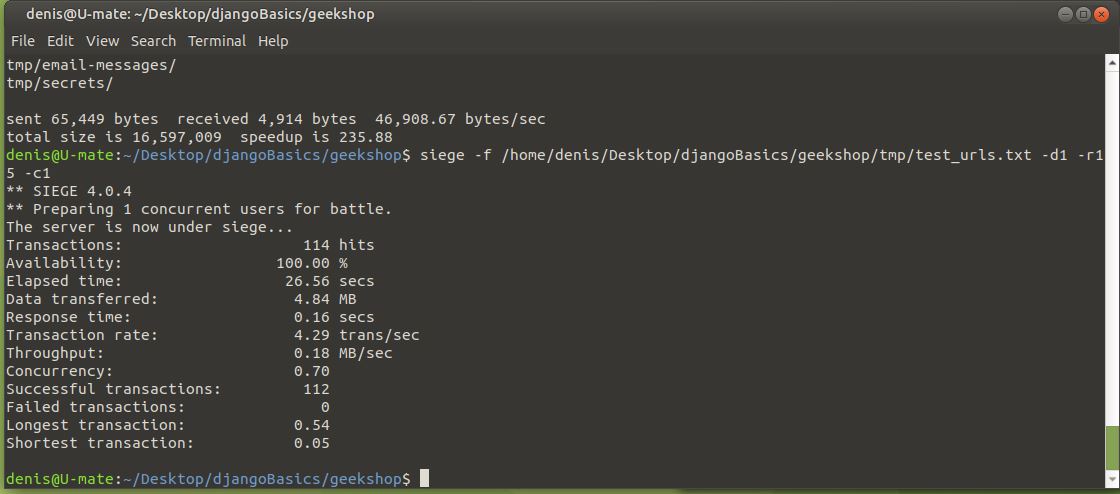 denis@U-mate: ~/Desktop/djangoBasics/geekshop
File Edit View Search Terminal Help
tmp/email-messages/
tmp/secrets/
sent 65,449 bytes  received 4,914 bytes  46,908.67 bytes/sec
total size is 16,597,009  speedup is 235.88
denis@U-mate:~/Desktop/djangoBasics/geekshop$ siege -f /home/denis/Desktop/djangoBasics/geekshop/tmp/test_urls.txt -d1 -r1
5 -c1
** SIEGE 4.0.4
** Preparing 1 concurrent users for battle.
The server is now under siege...
Transactions: 114 hits
Availability: 100.00 %
Elapsed time: 26.56 secs
Data transferred: 4.84 MB
Response time: 0.16 secs
Transaction rate: 4.29 trans/sec
Throughput: 0.18 MB/sec
Concurrency: 0.70
Successful transactions: 112
Failed transactions: 0
Longest transaction: 0.54
Shortest transaction: 0.05
denis@U-mate:~/Desktop/djangoBasics/geekshop$